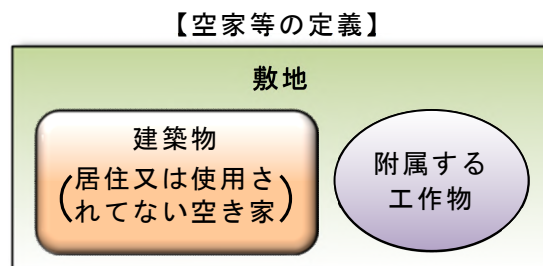 【空家等の定義】
敷地
建築物
(居住又は使用さ
れてない空き家)
附属する
工作物